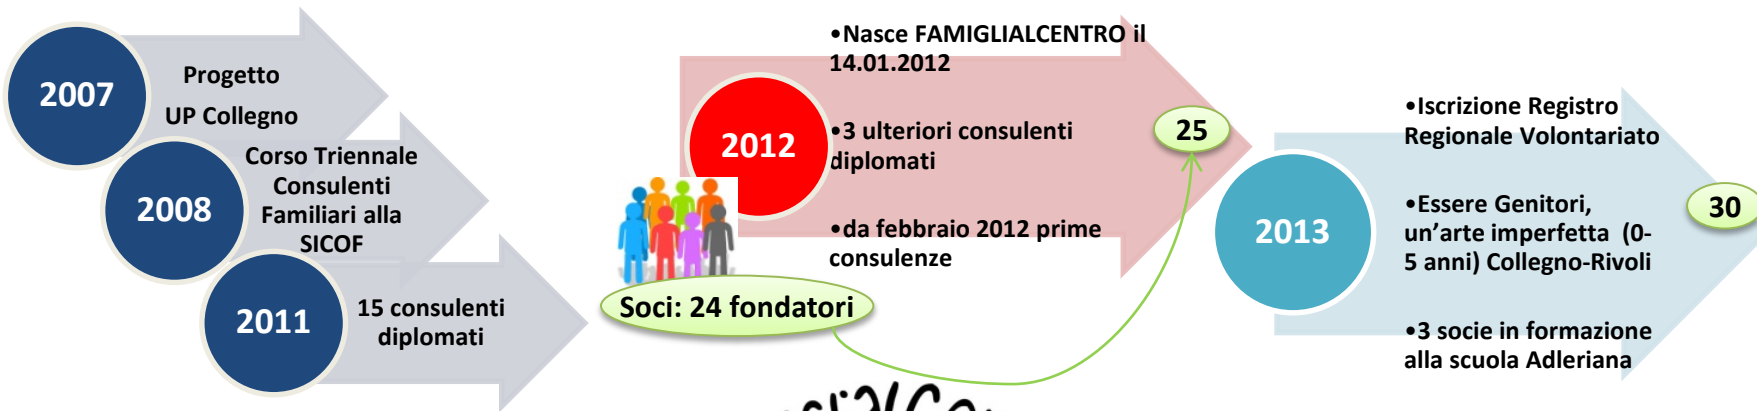 2007
Progetto
UP Collegno
2008
Corso Triennale
Consulenti
Familiari alla
SICOF
2011
15 consulenti
diplomati
Soci: 24 fondatori
2012
•Nasce FAMIGLIALCENTRO il
14.01.2012
•3 ulteriori consulenti
diplomati
•da febbraio 2012 prime
consulenze
25
2013
•Iscrizione Registro
Regionale Volontariato
•Essere Genitori,
un’arte imperfetta (0-
5 anni) Collegno-Rivoli
•3 socie in formazione
alla scuola Adleriana
30